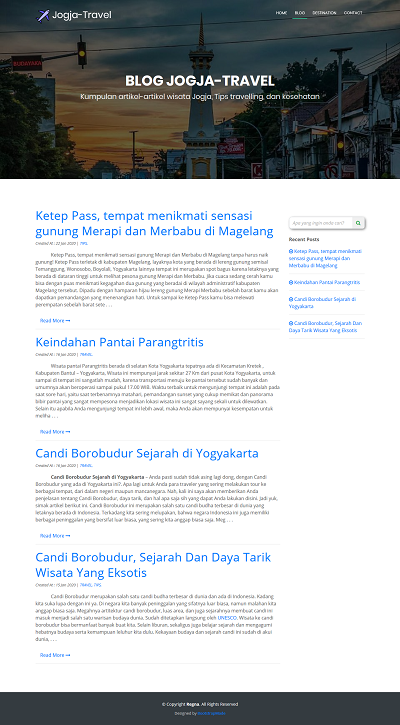 Jogja-Travel
HOME BLOG DESTINATION CONTACT
BLOG JOGJA-TRAVEL
Kumpulan artikel-artikel wisata Jogja, Tips travelling, dan kesehatan
Ketep Pass, tempat menikmati sensasi
gunung Merapi dan Merbabu di Magelang
Created At : 22 Jan 2020 | TIPS,
Ketep Pass, tempat menikmati sensasi gunung Merapi dan Merbabu di Magelang tanpa harus naik
gunung! Ketep Pass terletak di kabupaten Magelang, layaknya kota yang berada di lereng gunung semisal
Temanggung, Wonosobo, Boyolali, Yogyakarta lainnya tempat ini merupakan spot bagus karena letaknya yang
berada di dataran tinggi untuk melihat pesona gunung Merapi dan Merbabu. Jika cuaca sedang cerah kamu
bisa dengan puas menikmati kegagahan dua gunung yang berada di wilayah administratif kabupaten
Magelang tersebut. Dipadu dengan hamparan hijau lereng gunung Merapi Merbabu sebelah barat kamu akan
dapatkan pemandangan yang menenangkan hati. Untuk sampai ke Ketep Pass kamu bisa melewati
perempatan sebelah barat sete . . .
Read More
Keindahan Pantai Parangtritis
Created At : 16 Jan 2020 | TRAVEL,
Wisata pantai Parangtritis berada di selatan Kota Yogyakarta tepatnya ada di Kecamatan Kretek ,
Kabupaten Bantul – Yogyakarta. Wisata ini mempunyai jarak sekitar 27 Km dari pusat Kota Yogyakarta, untuk
sampai di tempat ini sangatlah mudah, karena transportasi menuju ke pantai tersebut sudah banyak dan
umumnya akan beroperasi sampai pukul 17.00 WIB. Waktu terbaik untuk mengunjungi tempat ini adalah pada
saat sore hari, yaitu saat terbenamnya matahari, pemandangan sunset yang cukup memikat dan panorama
bibir pantai yang sangat mempesona menjadikan lokasi wisata ini sangat sayang sekali untuk dilewatkan.
Selain itu apabila Anda mengunjungi tempat ini lebih awal, maka Anda akan mempunyai kesempatan untuk
meliha . . .
Read More
Candi Borobudur Sejarah di Yogyakarta
Created At : 16 Jan 2020 | TRAVEL,
Candi Borobudur Sejarah di Yogyakarta – Anda pasti sudah tidak asing lagi dong, dengan Candi
Borobudur yang ada di Yogyakarta ini?. Apa lagi untuk Anda para traveler yang sering melakukan tour ke
berbagai tempat, dari dalam negeri maupun mancanegara. Nah, kali ini saya akan memberikan Anda
penjelasan tentang Candi Borobudur, daya tarik, dan hal apa saja sih yang dapat Anda lakukan disini. Jadi yuk,
simak artikel berikut ini. Candi Borobudur ini merupakan salah satu candi budha terbesar di dunia yang
letaknya berada di Indonesia. Terkadang kita sering melupakan, bahwa negara Indonesia ini juga memiliki
berbagai peninggalan yang bersifat luar biasa, yang sering kita anggap biasa saja. Meg . . .
Read More
Candi Borobudur, Sejarah Dan Daya Tarik
Wisata Yang Eksotis
Created At : 15 Jan 2020 | TRAVEL, TIPS,
Candi Borobudur merupakan salah satu candi budha terbesar di dunia dan ada di Indonesia. Kadang
kita suka lupa dengan ini ya. Di negara kita banyak peninggalan yang sifatnya luar biasa, namun malahan kita
anggap biasa saja. Megahnya artitektur candi borobudur, luas area, dan juga sejarahnya membuat candi ini
masuk menjadi salah satu warisan budaya dunia. Sudah ditetapkan langsung oleh UNESCO. Wisata ke candi
borobudur bisa bermanfaat banyak buat kita. Selain liburan, sekaligus juga belajar sejarah dan mengagumi
hebatnya budaya serta kemampuan leluhur kita dulu. Kekayaan budaya dan sejarah candi ini sudah di akui
dunia, . . .
Read More
Apa yang ingin anda cari?
Recent Posts
Ketep Pass, tempat menikmati
sensasi gunung Merapi dan
Merbabu di Magelang
Keindahan Pantai Parangtritis
Candi Borobudur Sejarah di
Yogyakarta
Candi Borobudur, Sejarah Dan
Daya Tarik Wisata Yang Eksotis
© Copyright Regna. All Rights Reserved
Designed by BootstrapMade